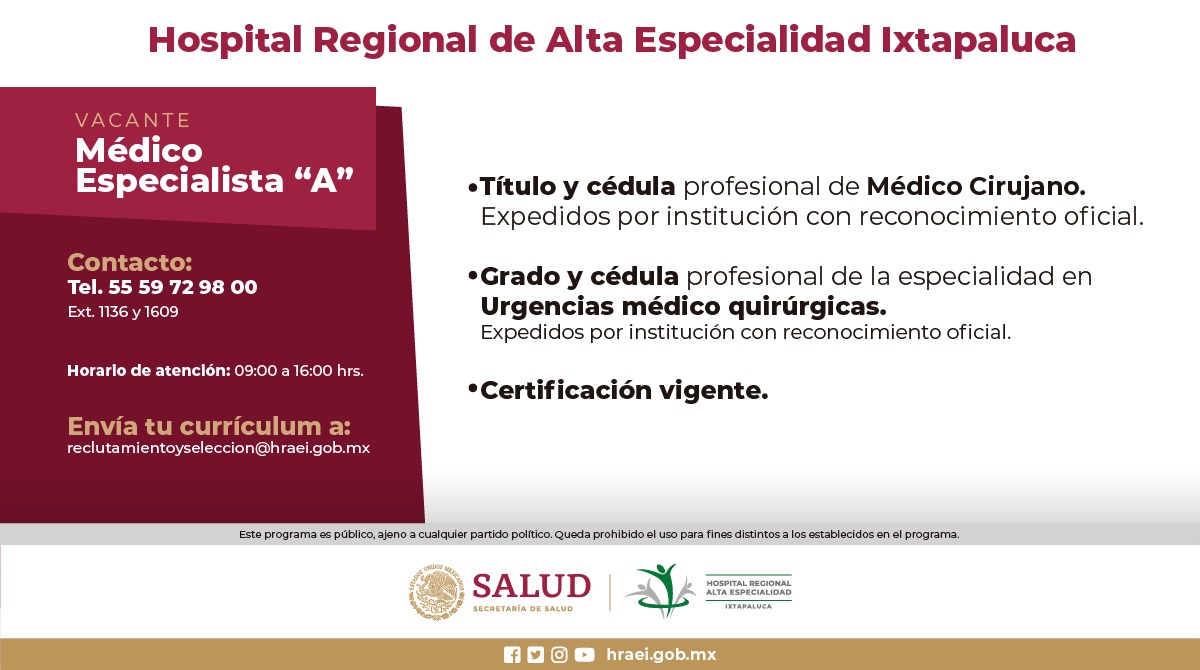 Hospital Regional de Alta Especialidad Ixtapaluca
VACANTE
Médico
Especialista “A”
Contacto:
Tel. 55 59 72 98 00
Ext. 1136 y 1609
Horario de atención: 09:00 a 16:00 hrs.
Envía tu currículum a:
reclutamientoyseleccion@hraei.gob.mx
•Título y cédula profesional de Médico Cirujano.
Expedidos por institución con reconocimiento oficial.
•Grado y cédula profesional de la especialidad en
Urgencias médico quirúrgicas.
Expedidos por institución con reconocimiento oficial.
•Certificación vigente.
Este programa es público, ajeno a cualquier partido político. Queda prohibido el uso para fines distintos a los establecidos en el programa.
ESTADOS UNIDOS MEXICANOS
SALUD
SECRETARÍA DE SALUD
HOSPITAL REGIONAL
ALTA ESPECIALIDAD
IXTAPALUCA
hraei.gob.mx